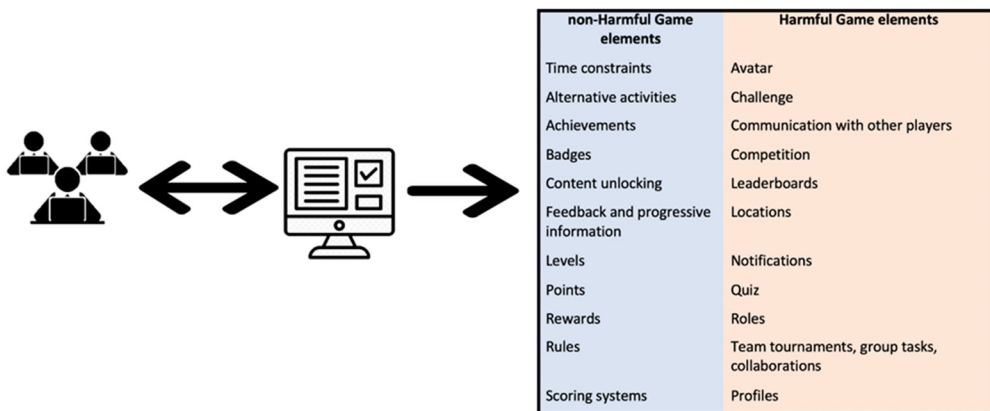 non-Harmful Game
elements
Harmful Game elements
Time constraints
Avatar
Alternative activities
Challenge
Achievements
Communication with other players
Badges
Competition
Content unlocking
Leaderboards
Feedback and progressive
information
Locations
Levels
Notifications
Points
Quiz
Rewards
Roles
Rules
Team tournaments, group tasks,
collaborations
Scoring systems
Profiles